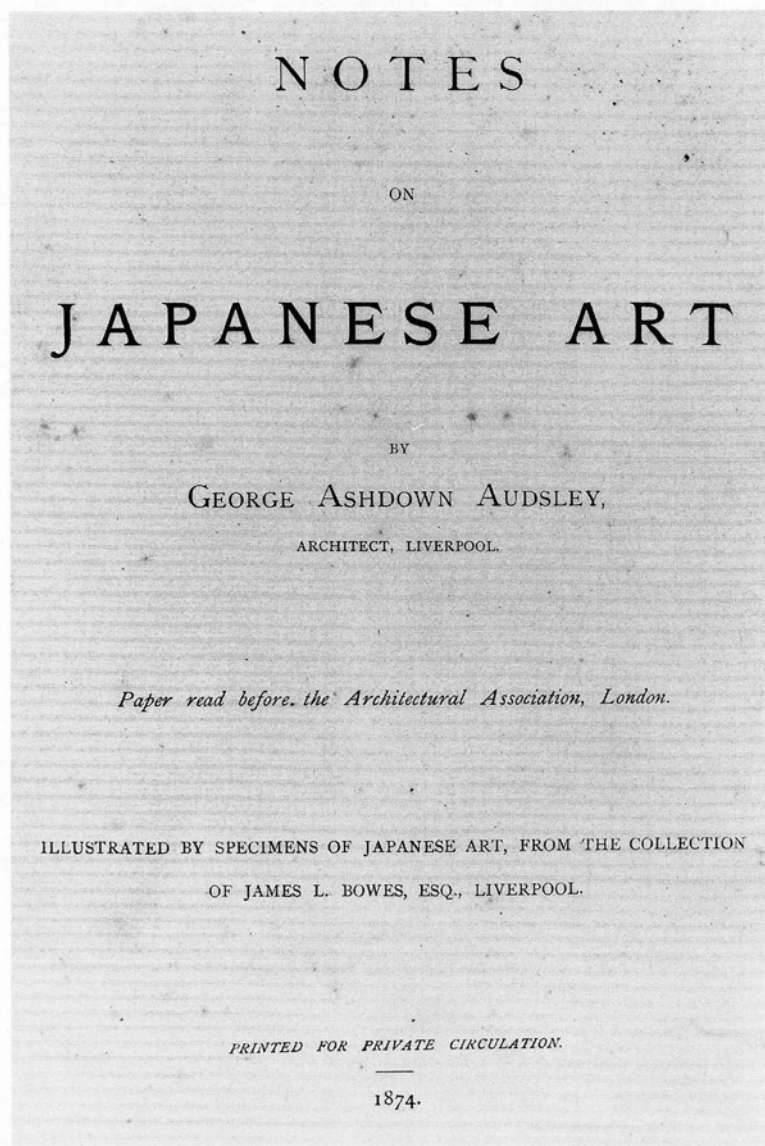 NOTES
ON
JAPANESE ART
BY
GEORGE ASHDOWN AUDSLEY,
ARCHITECT, LIVERPOOL.
Paper read before the Architectural Association, London.
ILLUSTRATED BY SPECIMENS OF JAPANESE ART, FROM THE COLLECTION
OF JAMES L. BOWES, ESQ., LIVERPOOL.
PRINTED FOR PRIVATE CIRCULATION.
1874.